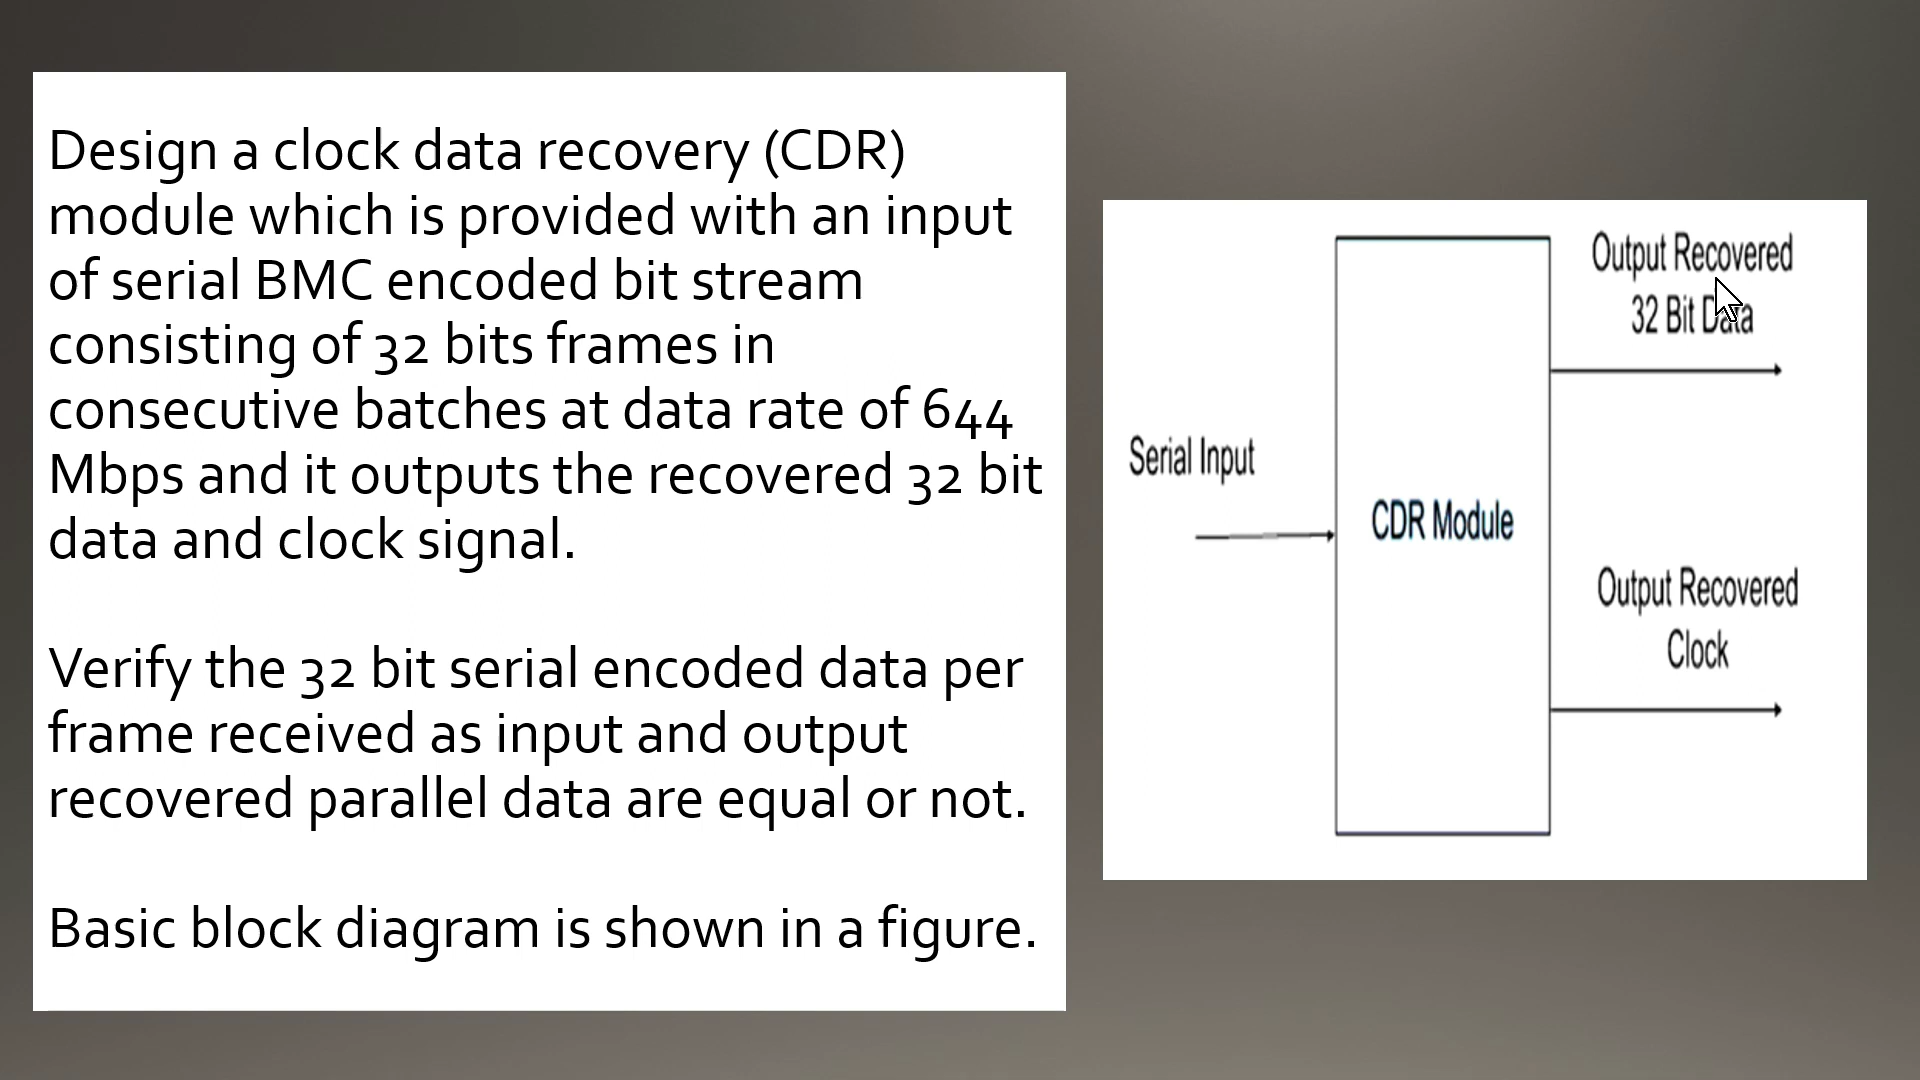 Design a clock data recovery (CDR)
module which is provided with an input
of serial BMC encoded bit stream
consisting of 32 bits frames in
consecutive batches at data rate of 644
Mbps and it outputs the recovered 32 bit
data and clock signal.
Verify the 32 bit serial encoded data per
frame received as input and output
recovered parallel data are equal or not.
Basic block diagram is shown in a figure.
Output Recovered
32 Bit Data
Serial Input
CDR Module
Output Recovered
Clock